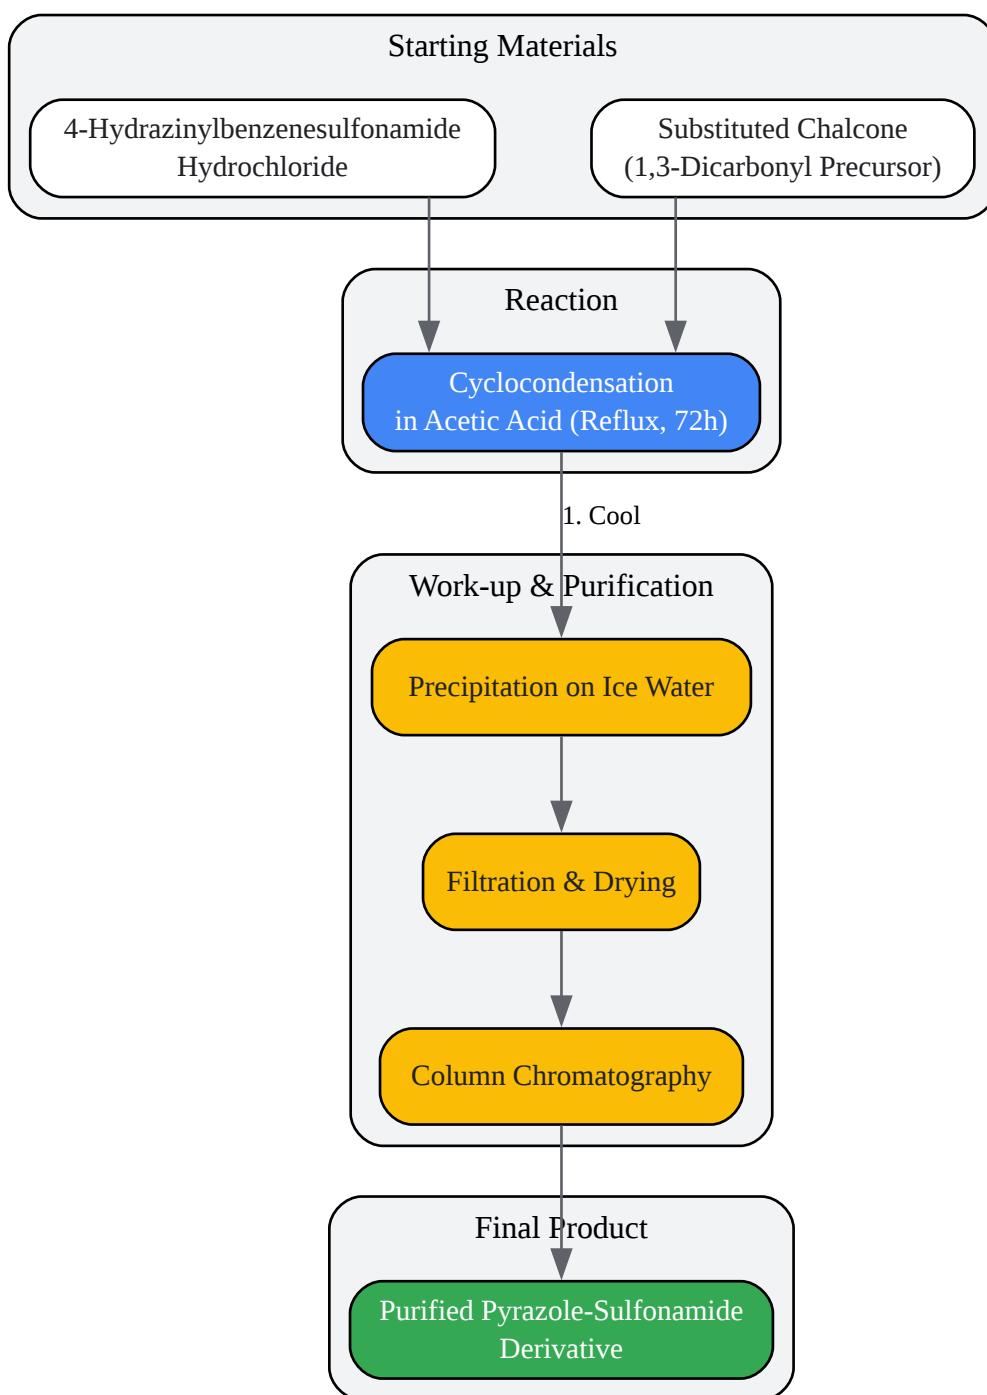 Starting Materials
4-Hydrazinylbenzenesulfonamide
Hydrochloride
Substituted Chalcone
(1,3-Dicarbonyl Precursor)
Reaction
Cyclocondensation
in Acetic Acid (Reflux, 72h)
1. Cool
Work-up & Purification
Precipitation on Ice Water
Filtration & Drying
Column Chromatography
Final Product
Purified Pyrazole-Sulfonamide
Derivative